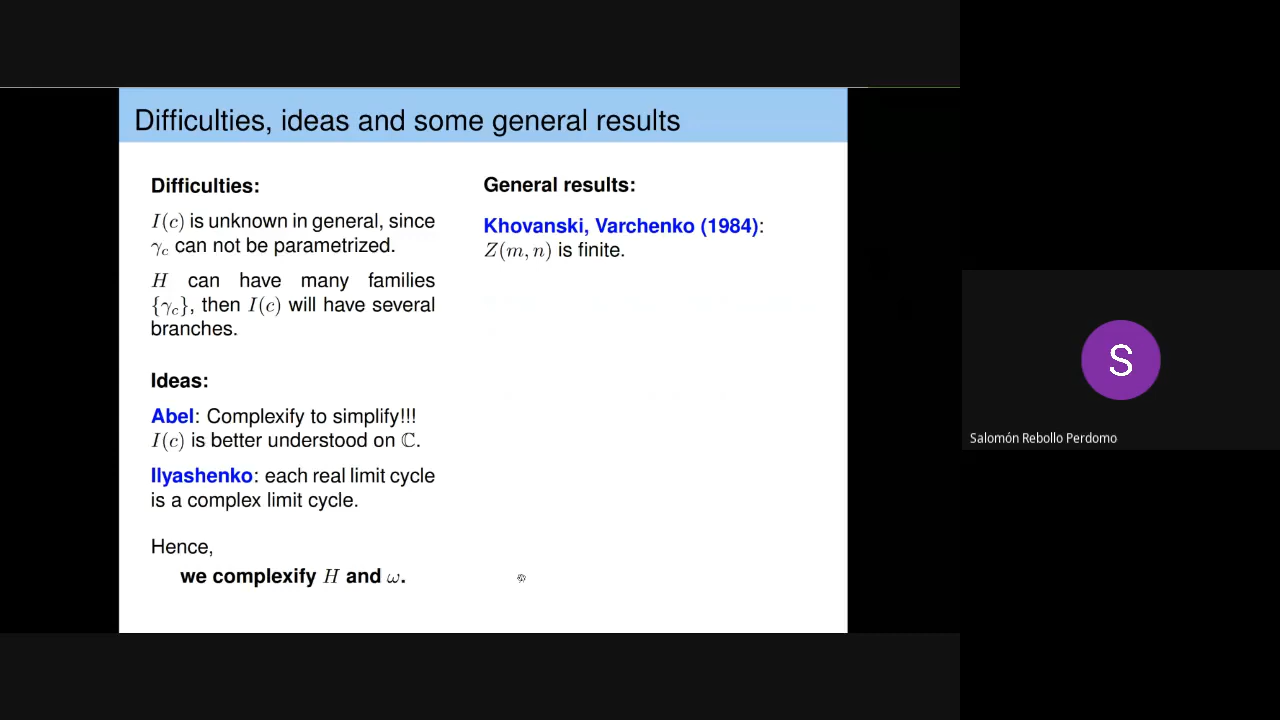 Difficulties, ideas and some general results
Difficulties:
I(c) is unknown in general, since
γ_c can not be parametrized.
H can have many families
{γ_c}, then I(c) will have several
branches.
Ideas:
Abel: Complexify to simplify!!!
I(c) is better understood on ℂ.
Ilyashenko: each real limit cycle
is a complex limit cycle.
Hence,
we complexify H and ω.
General results:
Khovanski, Varchenko (1984):
Z(m, n) is finite.
S
Salomón Rebollo Perdomo